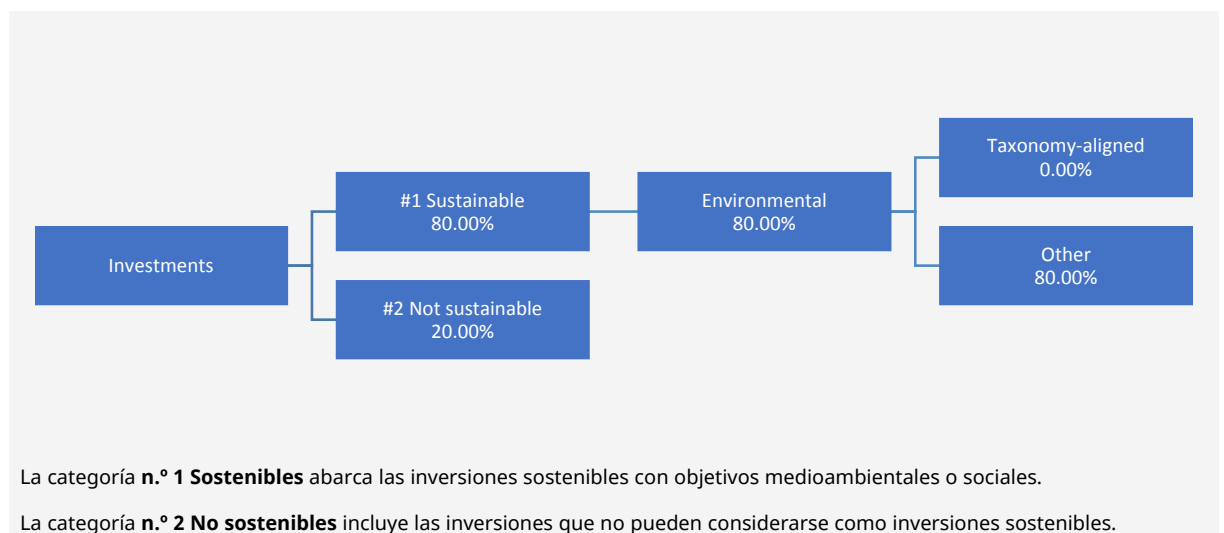 Investments
#1 Sustainable
80.00%
#2 Not sustainable
20.00%
Environmental
80.00%
Taxonomy-aligned
0.00%
Other
80.00%
La categoría n.º 1 Sostenibles abarca las inversiones sostenibles con objetivos medioambientales o sociales.
La categoría n.º 2 No sostenibles incluye las inversiones que no pueden considerarse como inversiones sostenibles.